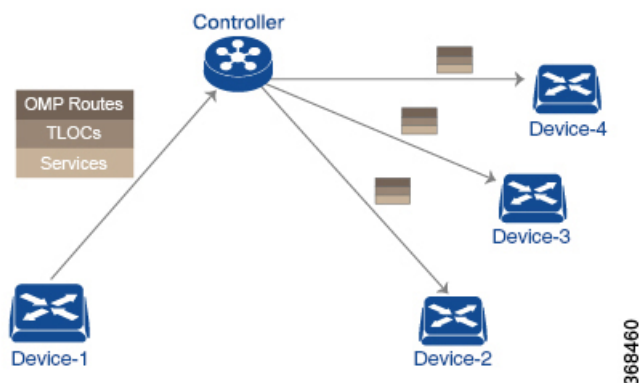 Controller
OMP Routes
TLOCs
Services
Device-4
Device-3
Device-1
Device-2
368460